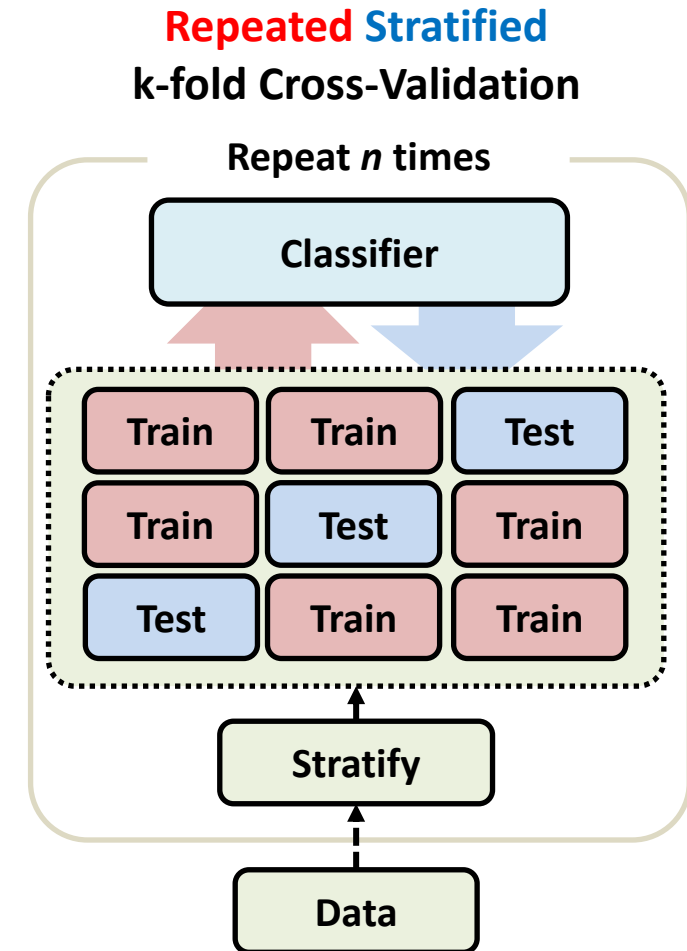 Repeated Stratified
k-fold Cross-Validation
Repeat n times
Classifier
Train Train Test
Train Test Train
Test Train Train
Stratify
Data